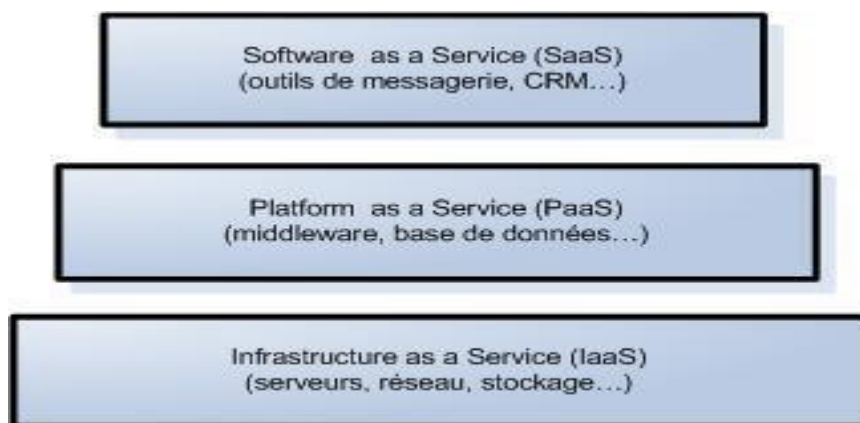 Software as a Service (SaaS)
(outils de messagerie, CRM…)
Platform as a Service (PaaS)
(middleware, base de données…)
Infrastructure as a Service (IaaS)
(serveurs, réseau, stockage…)